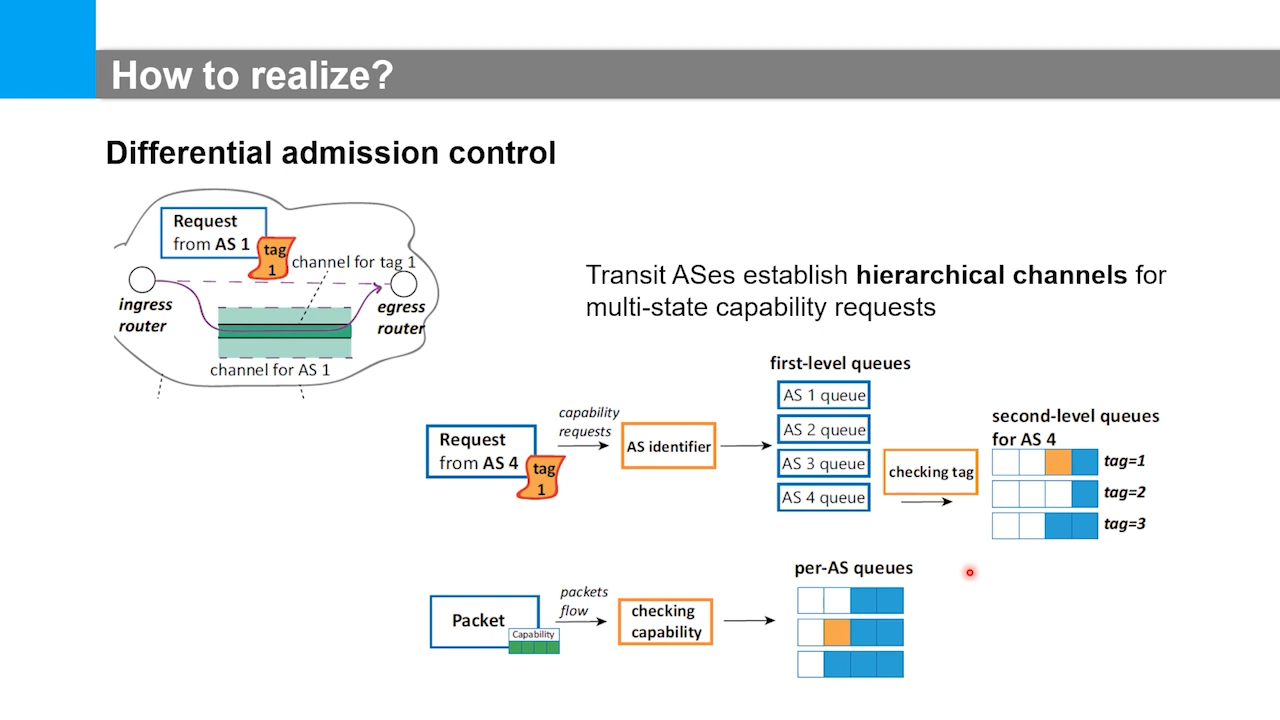 How to realize?
Differential admission control
Request
from AS 1
tag
1
channel for tag 1
ingress
router
egress
router
channel for AS 1
Transit ASes establish hierarchical channels for
multi-state capability requests
first-level queues
AS 1 queue
AS 2 queue
AS 3 queue
AS 4 queue
capability
requests
Request
from AS 4
tag
1
AS identifier
checking tag
second-level queues
for AS 4
tag=1
tag=2
tag=3
per-AS queues
packets
flow
Packet
Capability
checking
capability